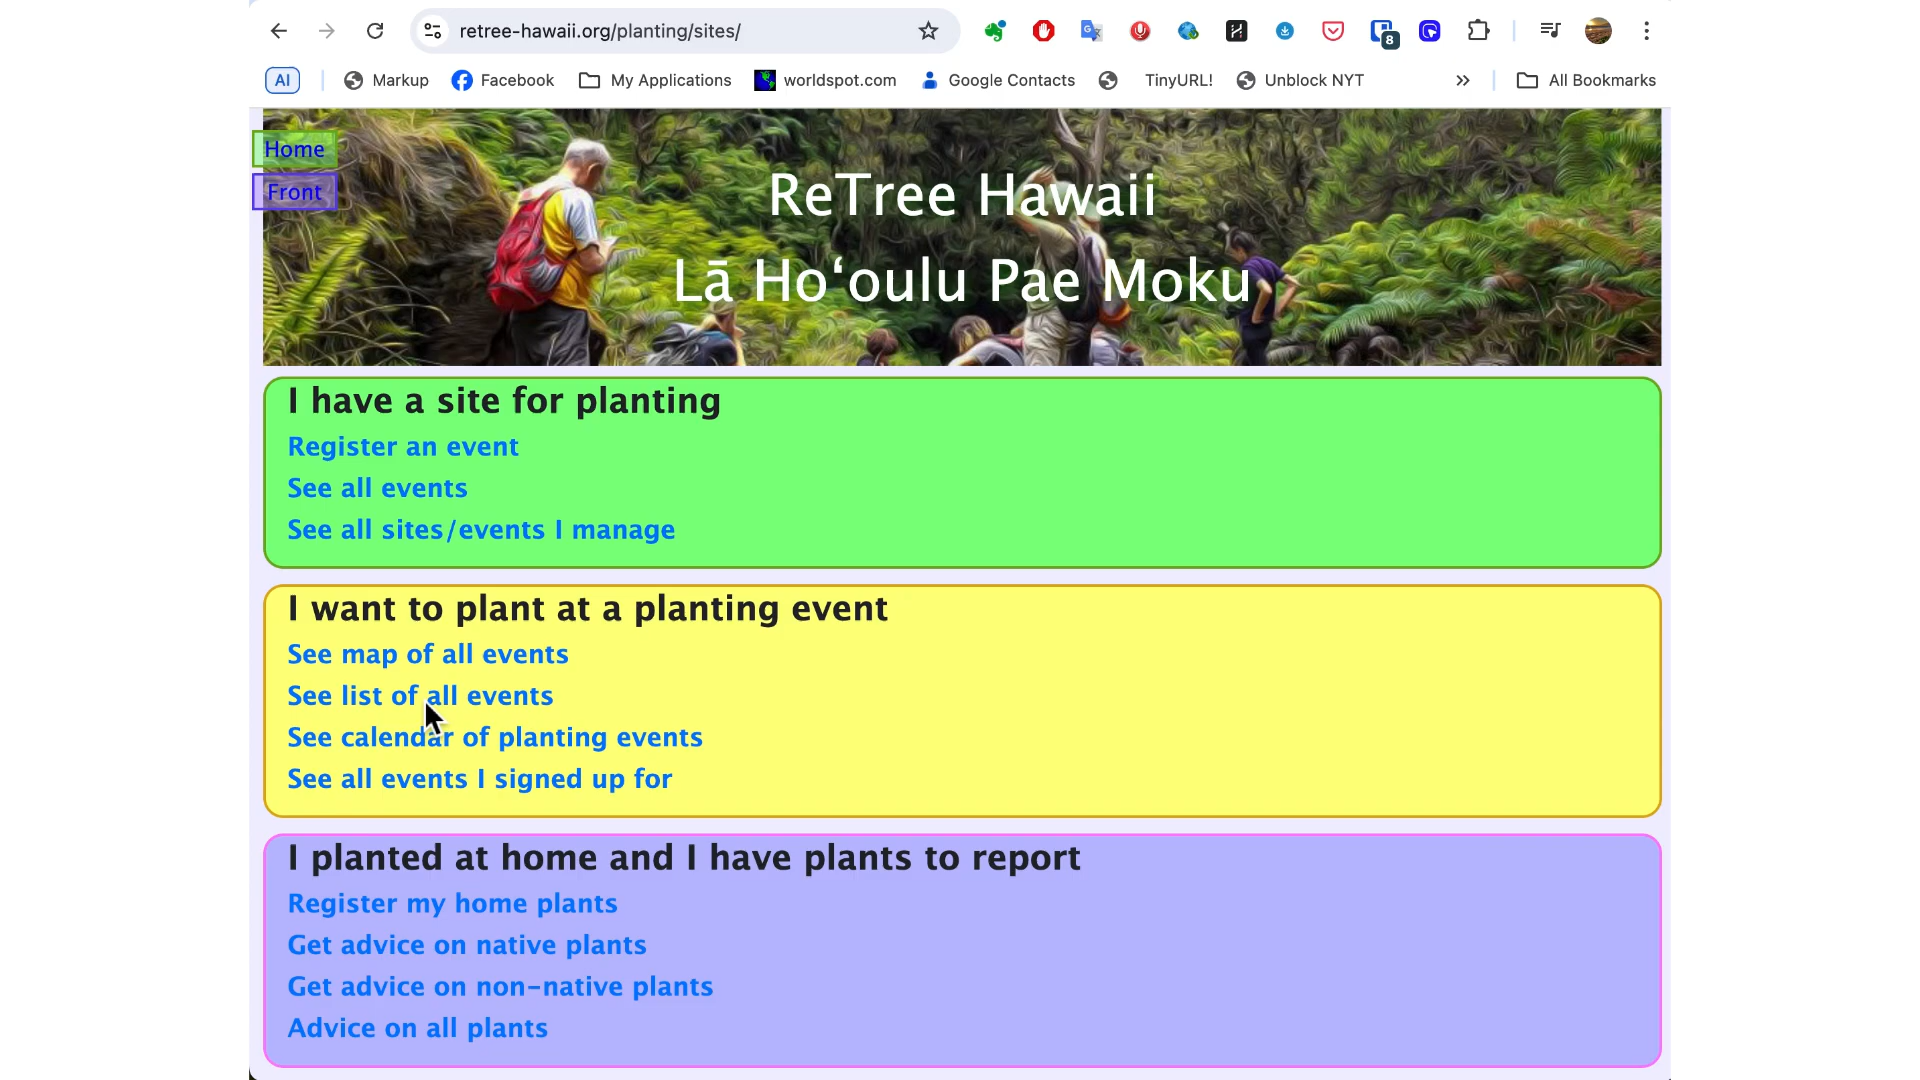 retree-hawaii.org/planting/sites/
8
AI
Markup
Facebook
My Applications
worldspot.com
Google Contacts
TinyURL!
Unblock NYT
All Bookmarks
Home
Front
ReTree Hawaii
Lā Hoʻoulu Pae Moku
I have a site for planting
Register an event
See all events
See all sites/events I manage
I want to plant at a planting event
See map of all events
See list of all events
See calendar of planting events
See all events I signed up for
I planted at home and I have plants to report
Register my home plants
Get advice on native plants
Get advice on non-native plants
Advice on all plants